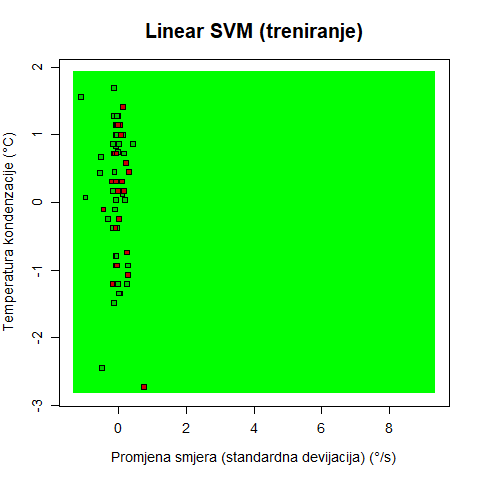 Linear SVM (treniranje)
Temperatura kondenzacije (°C)
2
1
0
-1
-2
-3
0 2 4 6 8
Promjena smjera (standardna devijacija) (°/s)